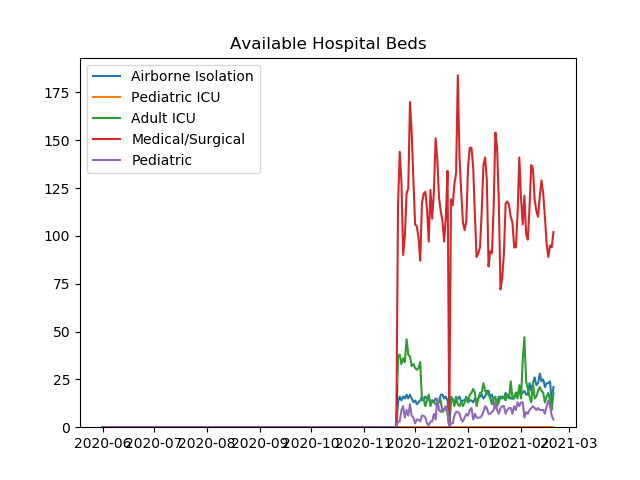 Available Hospital Beds
Airborne Isolation
Pediatric ICU
Adult ICU
Medical/Surgical
Pediatric
175
150
125
100
75
50
25
0
2020-06 2020-07 2020-08 2020-09 2020-10 2020-11 2020-12 2021-01 2021-02 2021-03